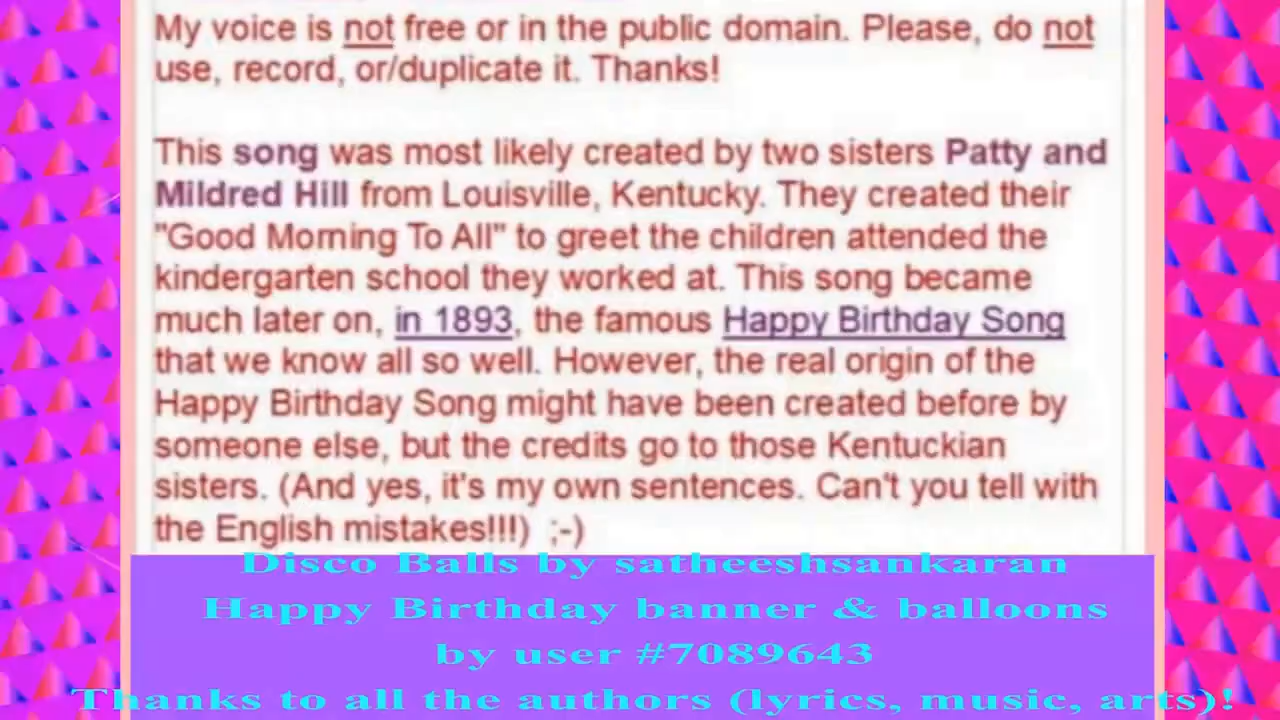 My voice is not free or in the public domain. Please, do not
use, record, or/duplicate it. Thanks!
This song was most likely created by two sisters Patty and
Mildred Hill from Louisville, Kentucky. They created their
"Good Morning To All" to greet the children attended the
kindergarten school they worked at. This song became
much later on, in 1893, the famous Happy Birthday Song
that we know all so well. However, the real origin of the
Happy Birthday Song might have been created before by
someone else, but the credits go to those Kentuckian
sisters. (And yes, it's my own sentences. Can't you tell with
the English mistakes!!!) ;-)
Disco Balls by satheeshsankaran
Happy Birthday banner & balloons
by user #7089643
Thanks to all the authors (lyrics, music, arts)!